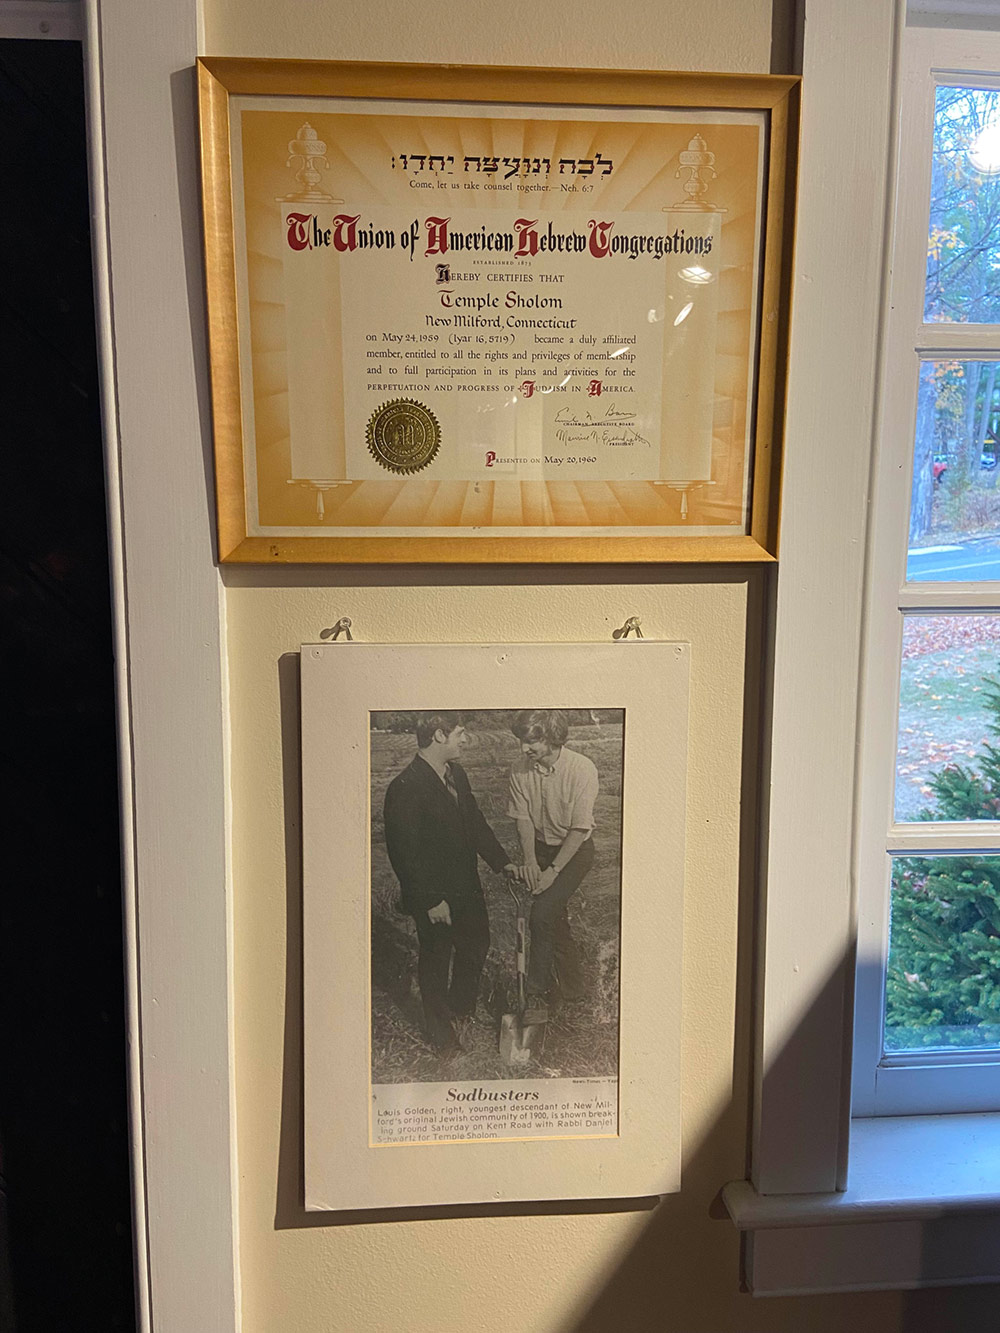 לְכָה וְנִוָּעֲצָה יַחְדָּו:
Come, let us take counsel together.—Neh. 6:7
The Union of American Hebrew Congregations
ESTABLISHED 1873
HEREBY CERTIFIES THAT
Temple Sholom
New Milford, Connecticut
on May 24, 1959 (Iyar 16, 5719) became a duly affiliated
member, entitled to all the rights and privileges of membership
and to full participation in its plans and activities for the
PERPETUATION AND PROGRESS OF JUDAISM IN AMERICA.
CHAIRMAN, EXECUTIVE BOARD
Maurice N. Eisendrath
PRESIDENT
PRESENTED ON May 20, 1960
News-Times —
Sodbusters
Louis Golden, right, youngest descendant of New Mil-
ford's original Jewish community of 1900, is shown break-
ing ground Saturday on Kent Road with Rabbi Daniel
Schwartz for Temple Sholom.